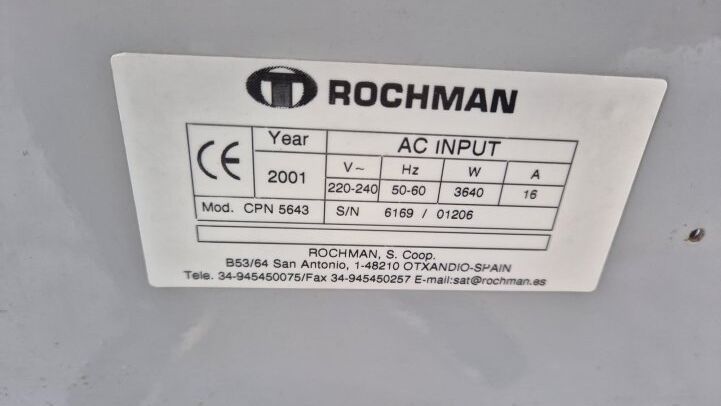 ROCHMAN
CE
Year
AC INPUT
2001
V~
Hz
W
A
220-240
50-60
3640
16
Mod. CPN 5643
S/N 6169 / 01206
ROCHMAN, S. Coop.
B53/64 San Antonio, 1-48210 OTXANDIO-SPAIN
Tele. 34-945450075/Fax 34-945450257 E-mail:sat@rochman.es